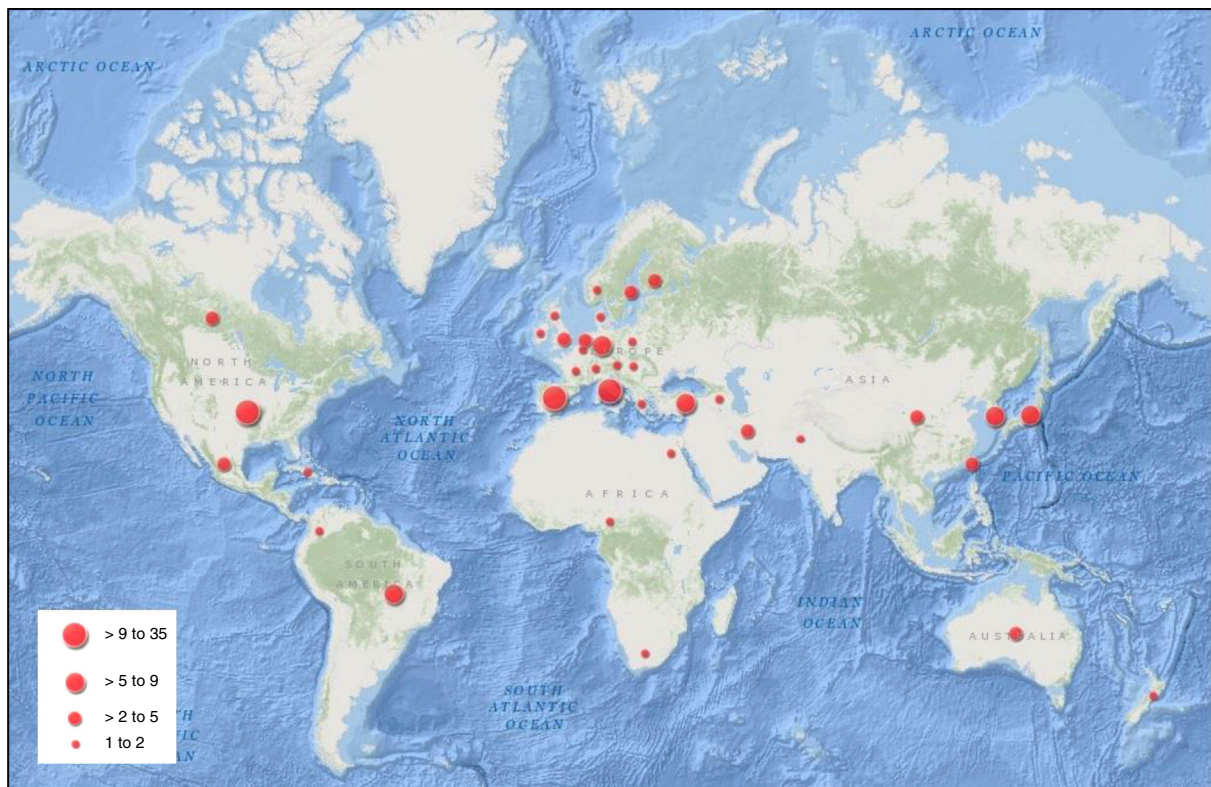 ARCTIC OCEAN
ARCTIC OCEAN
NORTH
AMERICA
EUROPE
ASIA
NORTH
PACIFIC
OCEAN
NORTH
ATLANTIC
OCEAN
PACIFIC OCEAN
AFRICA
SOUTH
AMERICA
INDIAN
OCEAN
AUSTRALIA
SOUTH
ATLANTIC
OCEAN
> 9 to 35
> 5 to 9
> 2 to 5
1 to 2